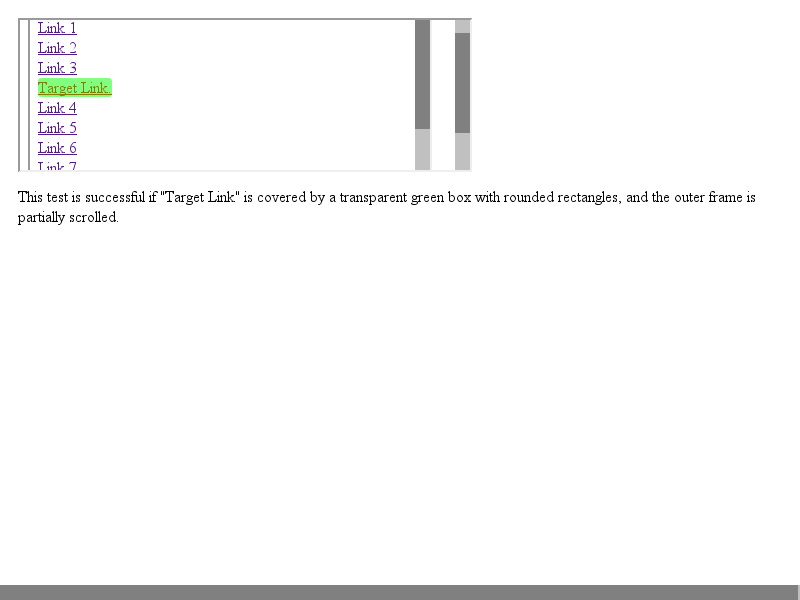 Link 1
Link 2
Link 3
Target Link.
Link 4
Link 5
Link 6
Link 7
This test is successful if "Target Link" is covered by a transparent green box with rounded rectangles, and the outer frame is
partially scrolled.